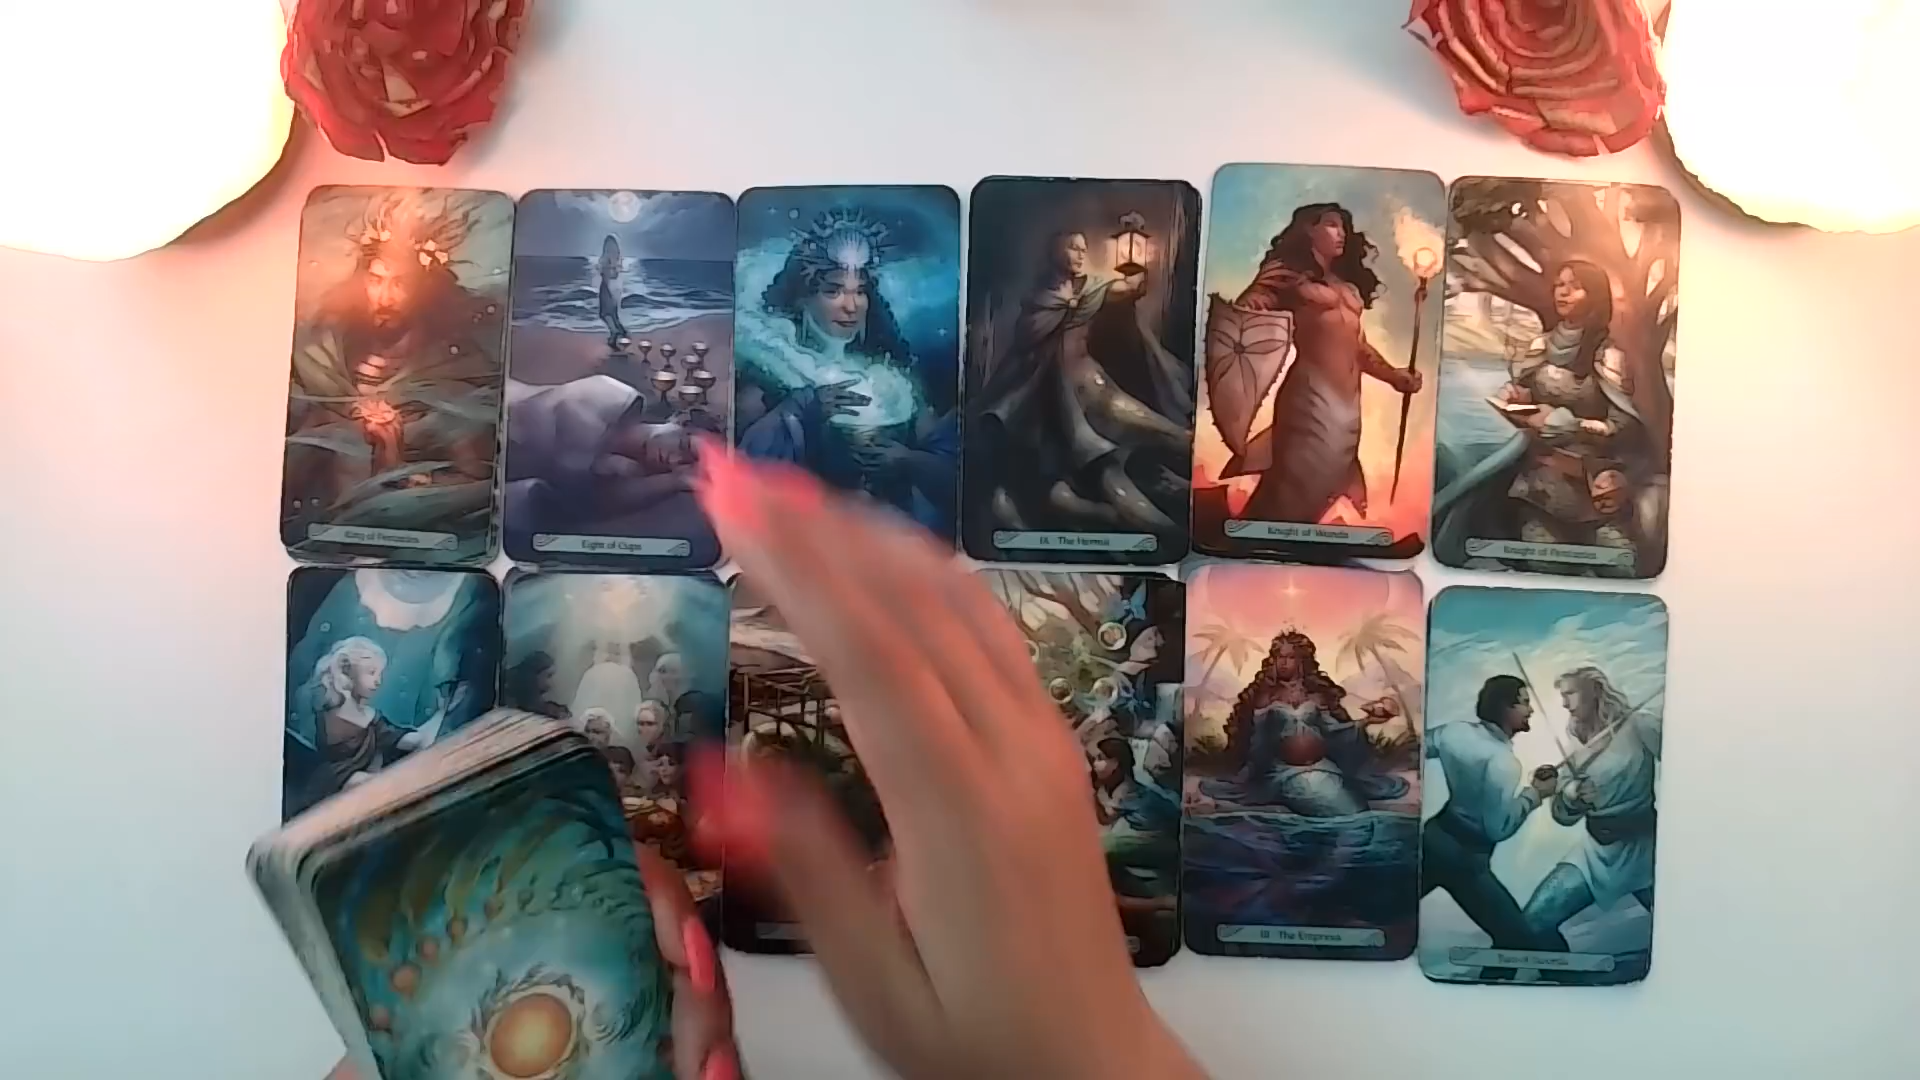 King of Pentacles
Eight of Cups
IX The Hermit
Knight of Wands
Knight of Pentacles
III The Empress
Two of Swords